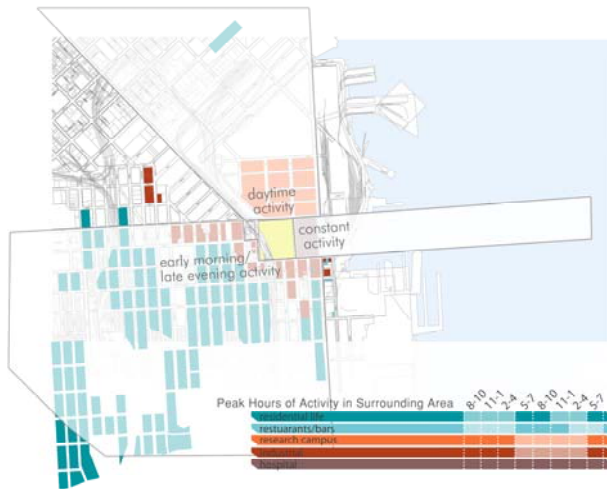 daytime
activity
constant
activity
early morning/
late evening activity
Peak Hours of Activity in Surrounding Area
8-10
11-1
2-4
5-7
8-10
11-1
2-4
5-7
residential life
restuarants/bars
research campus
industrial
hospital